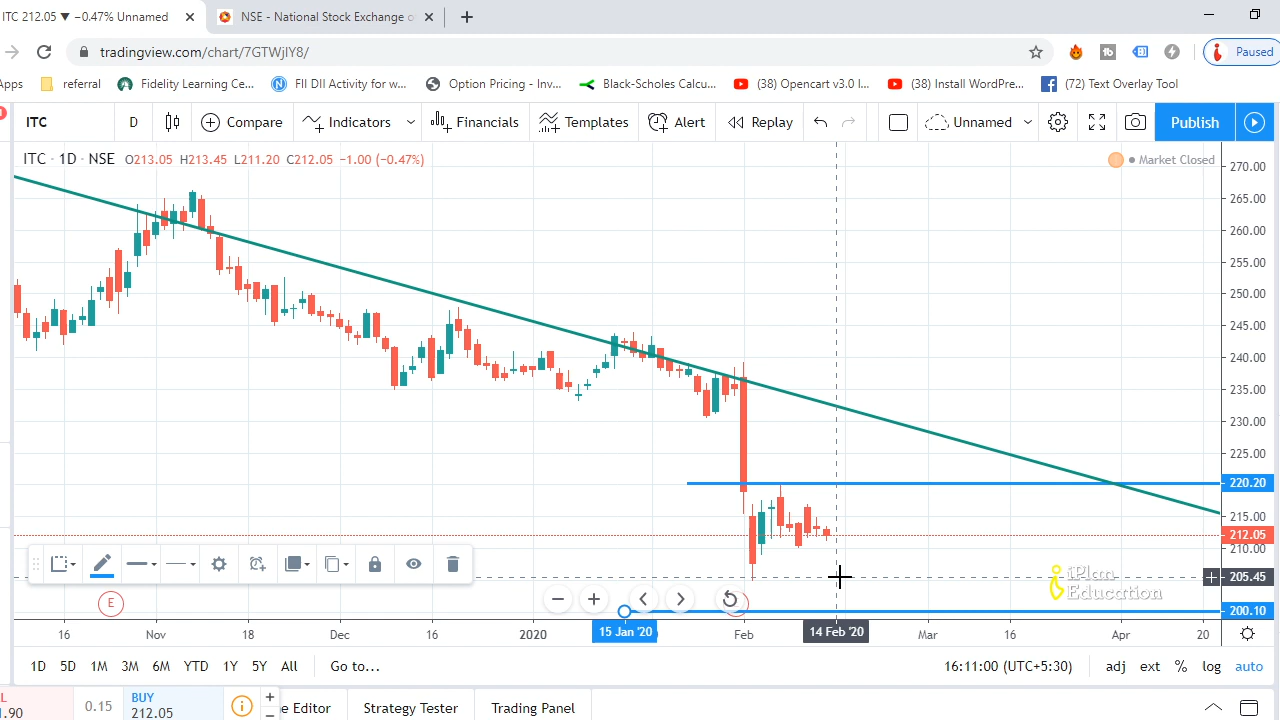 ITC 212.05 ▼ −0.47% Unnamed
NSE - National Stock Exchange o
tradingview.com/chart/7GTWjlY8/
Paused
Apps
referral
Fidelity Learning Ce...
FII DII Activity for w...
Option Pricing - Inv...
Black-Scholes Calcu...
(38) Opencart v3.0 I...
(38) Install WordPre...
(72) Text Overlay Tool
ITC
D
Compare
Indicators
Financials
Templates
Alert
Replay
Unnamed
Publish
ITC · 1D · NSE O213.05 H213.45 L211.20 C212.05 −1.00 (−0.47%)
Market Closed
270.00
265.00
260.00
255.00
250.00
245.00
240.00
235.00
230.00
225.00
220.20
215.00
212.05
210.00
205.45
200.10
iPlan
Education
E
16
Nov
18
Dec
16
2020
15 Jan '20
Feb
14 Feb '20
Mar
16
Apr
20
1D 5D 1M 3M 6M YTD 1Y 5Y All
Go to...
16:11:00 (UTC+5:30)
adj ext % log auto
L
1.90
0.15
BUY
212.05
e Editor
Strategy Tester
Trading Panel